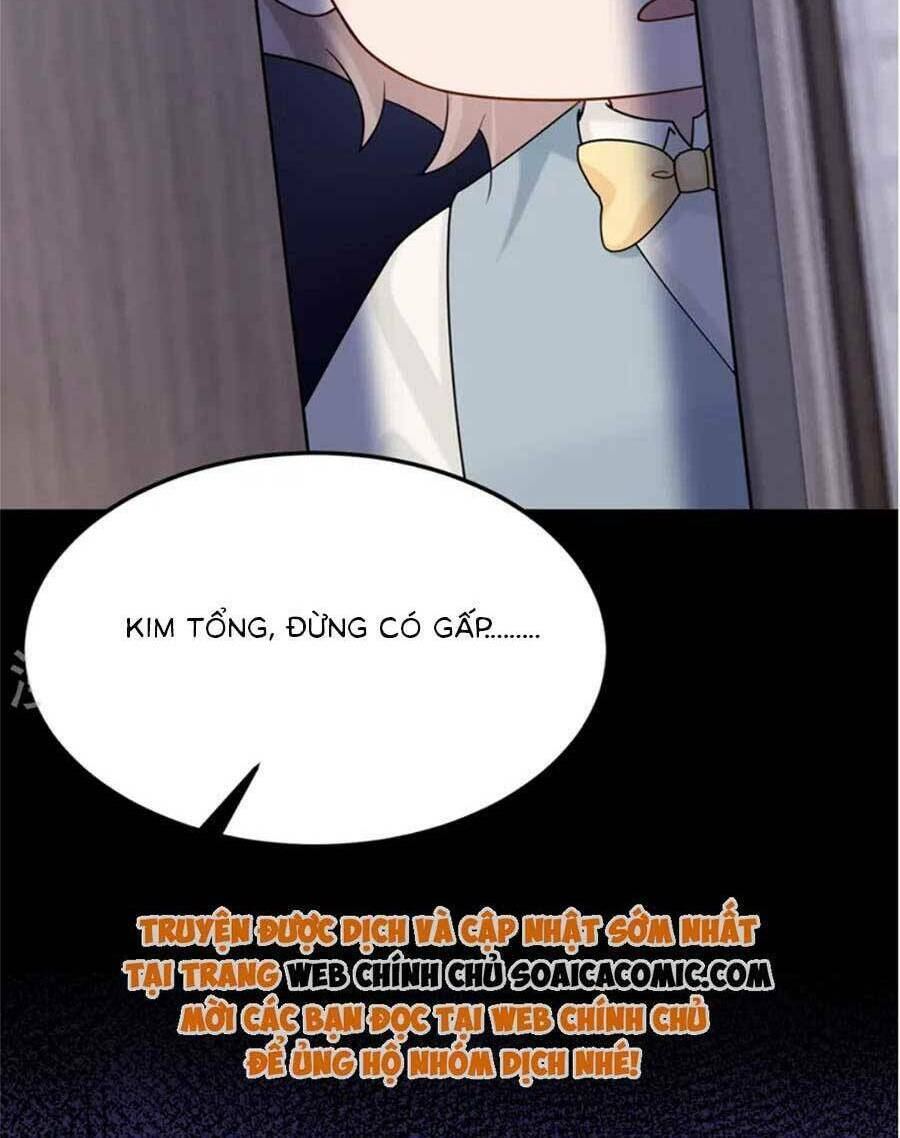 KIM TỔNG, ĐỪNG CÓ GẤP.........
TRUYỆN ĐƯỢC DỊCH VÀ CẬP NHẬT SỚM NHẤT
TẠI TRANG WEB CHÍNH CHỦ SOAICACOMIC.COM
MỜI CÁC BẠN ĐỌC TẠI WEB CHÍNH CHỦ
ĐỂ ỦNG HỘ NHÓM DỊCH NHÉ!